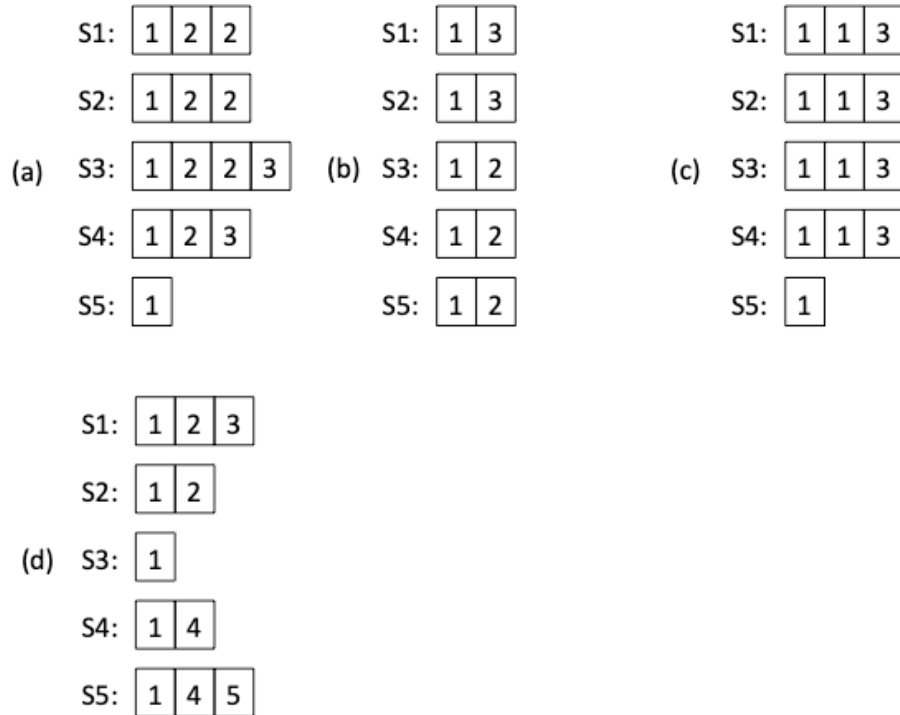 S1: 1 2 2
S2: 1 2 2
(a) S3: 1 2 2 3
S4: 1 2 3
S5: 1
S1: 1 3
S2: 1 3
(b) S3: 1 2
S4: 1 2
S5: 1 2
S1: 1 1 3
S2: 1 1 3
(c) S3: 1 1 3
S4: 1 1 3
S5: 1
S1: 1 2 3
S2: 1 2
(d) S3: 1
S4: 1 4
S5: 1 4 5